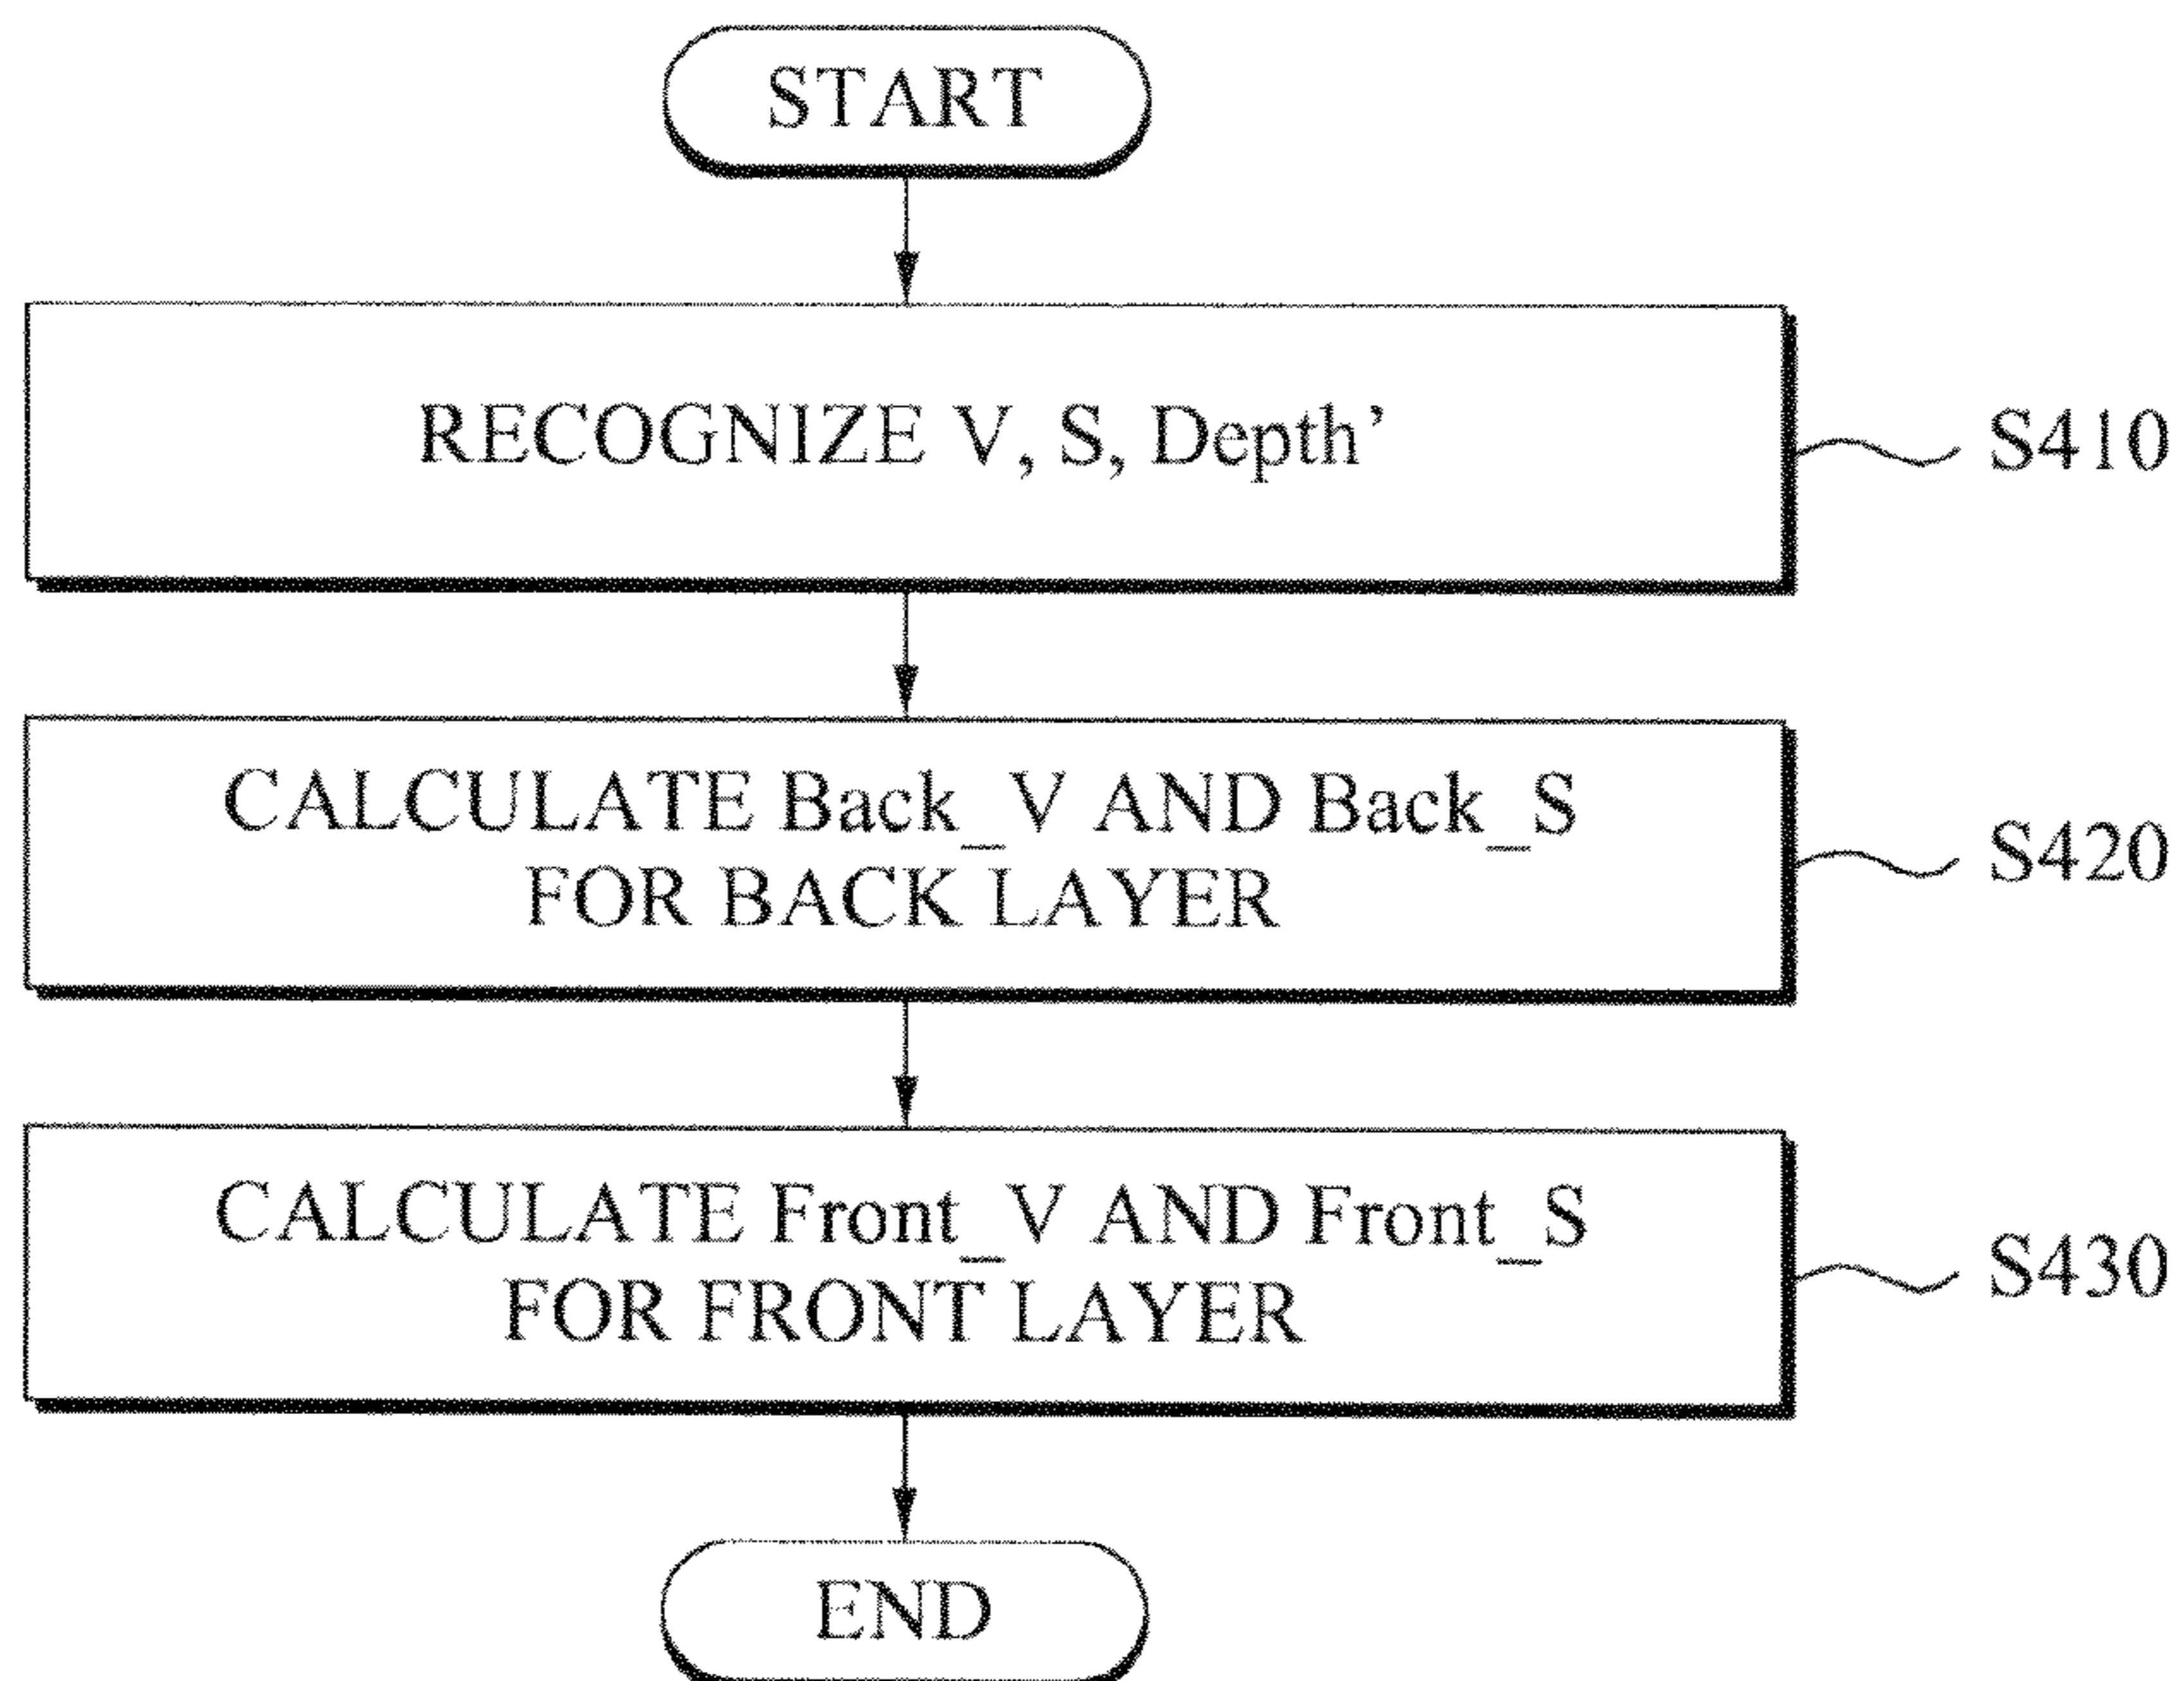 START
RECOGNIZE V, S, Depth’
S410
CALCULATE Back_V AND Back_S
FOR BACK LAYER
S420
CALCULATE Front_V AND Front_S
FOR FRONT LAYER
S430
END